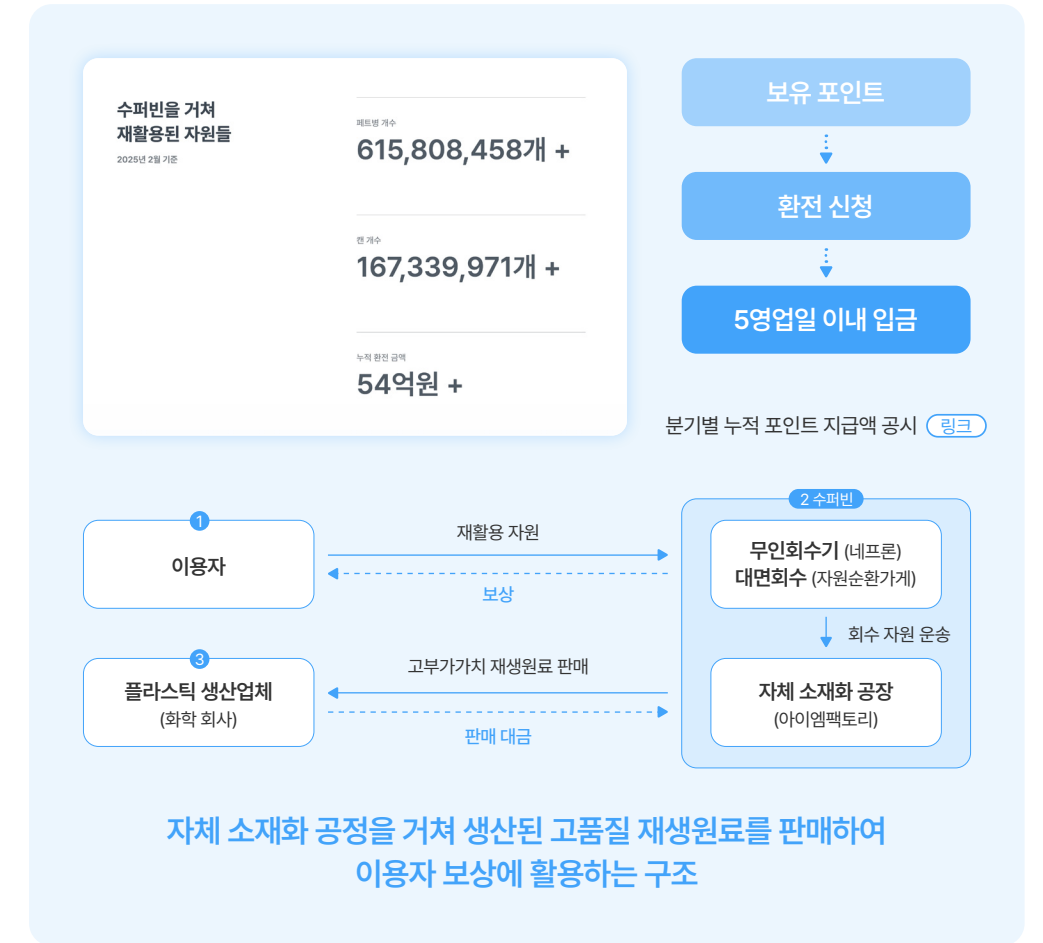 수퍼빈을 거쳐
재활용된 자원들
2025년 2월 기준
페트병 개수
615,808,458개 +
캔 개수
167,339,971개 +
누적 환전 금액
54억원 +
보유 포인트
환전 신청
5영업일 이내 입금
분기별 누적 포인트 지급액 공시 링크
1
이용자
재활용 자원
보상
2 수퍼빈
무인회수기 (네프론)
대면회수 (자원순환가게)
회수 자원 운송
3
플라스틱 생산업체
(화학 회사)
고부가가치 재생원료 판매
판매 대금
자체 소재화 공장
(아이엠팩토리)
자체 소재화 공정을 거쳐 생산된 고품질 재생원료를 판매하여
이용자 보상에 활용하는 구조